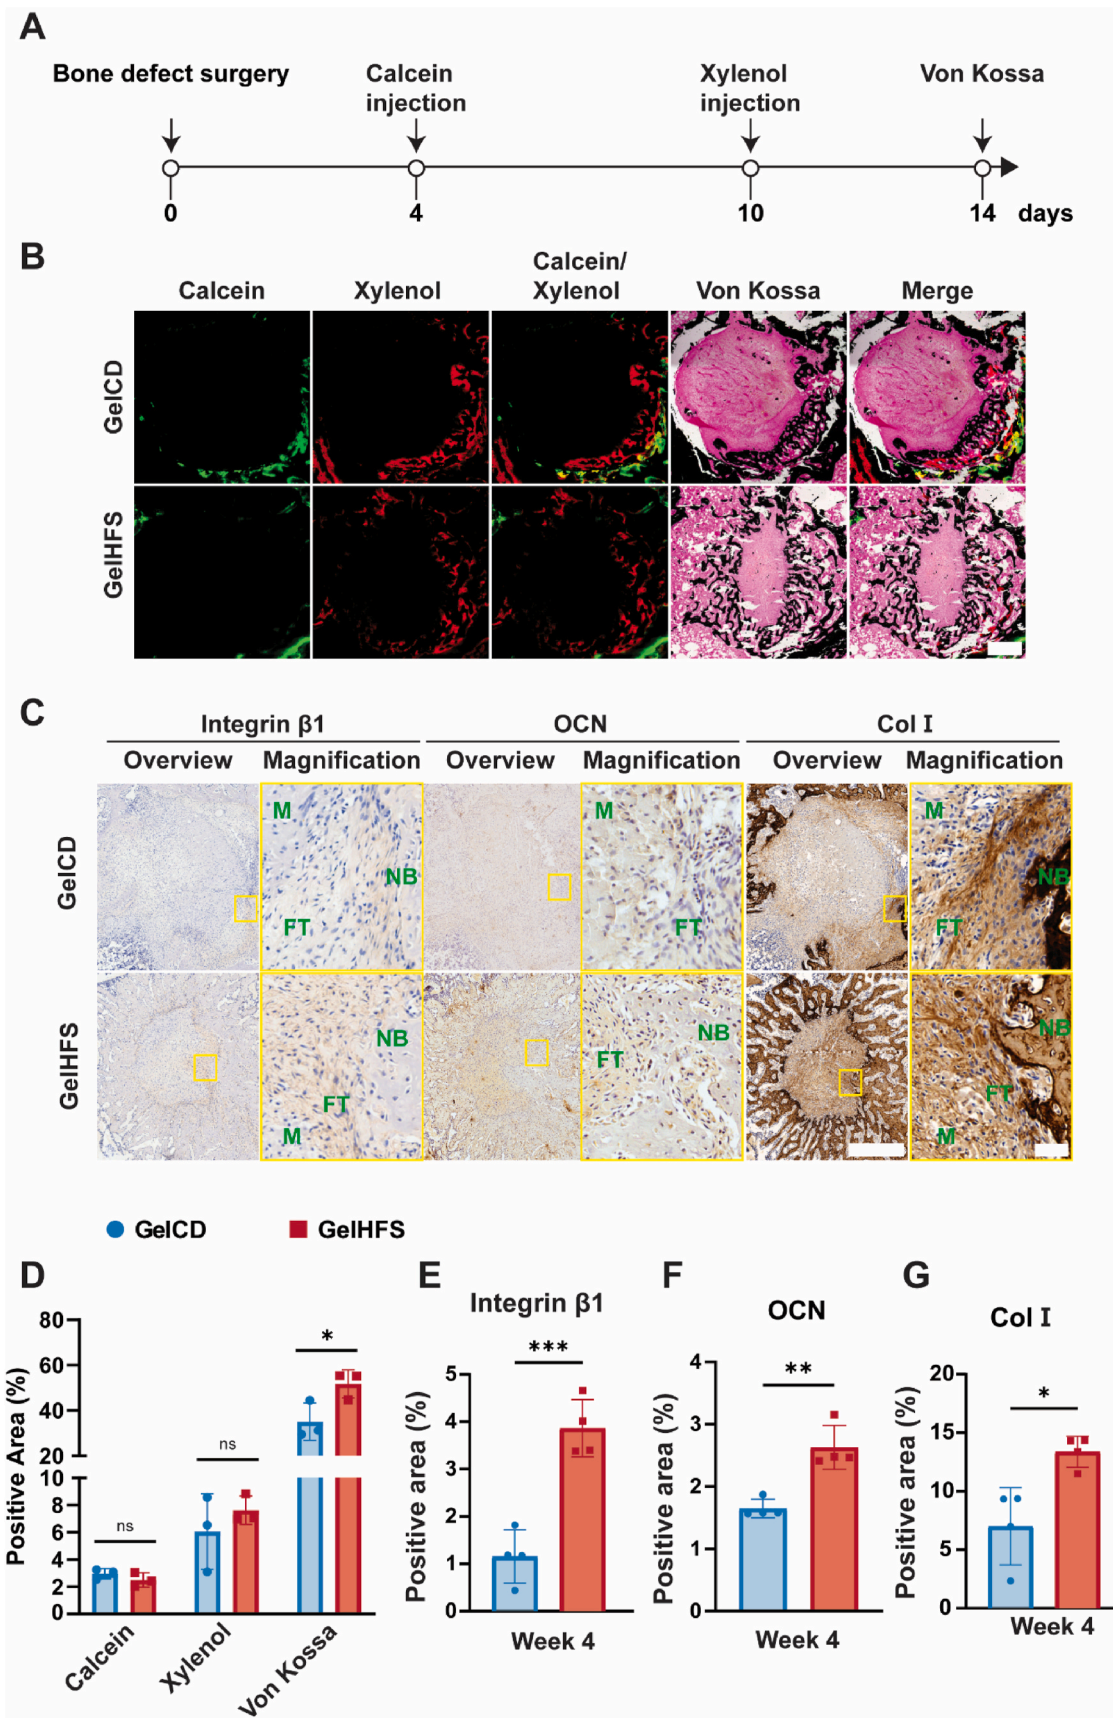 A
Bone defect surgery
Calcein
injection
Xylenol
injection
Von Kossa
0
4
10
14
days
B
Calcein
Xylenol
Calcein/
Xylenol
Von Kossa
Merge
GelCD
GelHFS
C
Integrin β1
OCN
Col I
Overview
Magnification
Overview
Magnification
Overview
Magnification
GelCD
M
NB
FT
M
FT
M
NB
FT
GelHFS
NB
FT
M
NB
FT
NB
FT
M
GelCD
GelHFS
D
Positive Area (%)
80
60
40
20
10
8
6
4
2
0
ns
ns
*
Calcein
Xylenol
Von Kossa
E
Integrin β1
***
Positive area (%)
5
4
3
2
1
0
Week 4
F
OCN
**
Positive area (%)
4
3
2
1
0
Week 4
G
Col I
*
Positive area (%)
20
15
10
5
0
Week 4